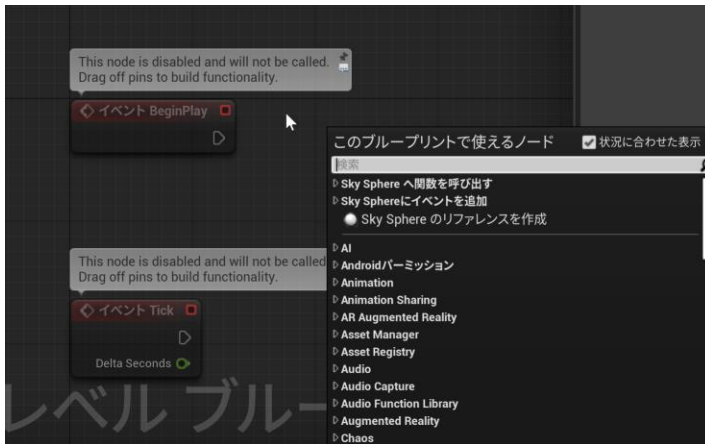 This node is disabled and will not be called.
Drag off pins to build functionality.
イベント BeginPlay
このブループリントで使えるノード
状況に合わせた表示
検索
Sky Sphere へ関数を呼び出す
Sky Sphereにイベントを追加
Sky Sphere のリファレンスを作成
This node is disabled and will not be called
Drag off pins to build functionality.
イベント Tick
Delta Seconds
AI
Androidパーミッション
Animation
Animation Sharing
AR Augmented Reality
Asset Manager
Asset Registry
Audio
Audio Capture
Audio Function Library
Augmented Reality
Chaos
レベル ブルー